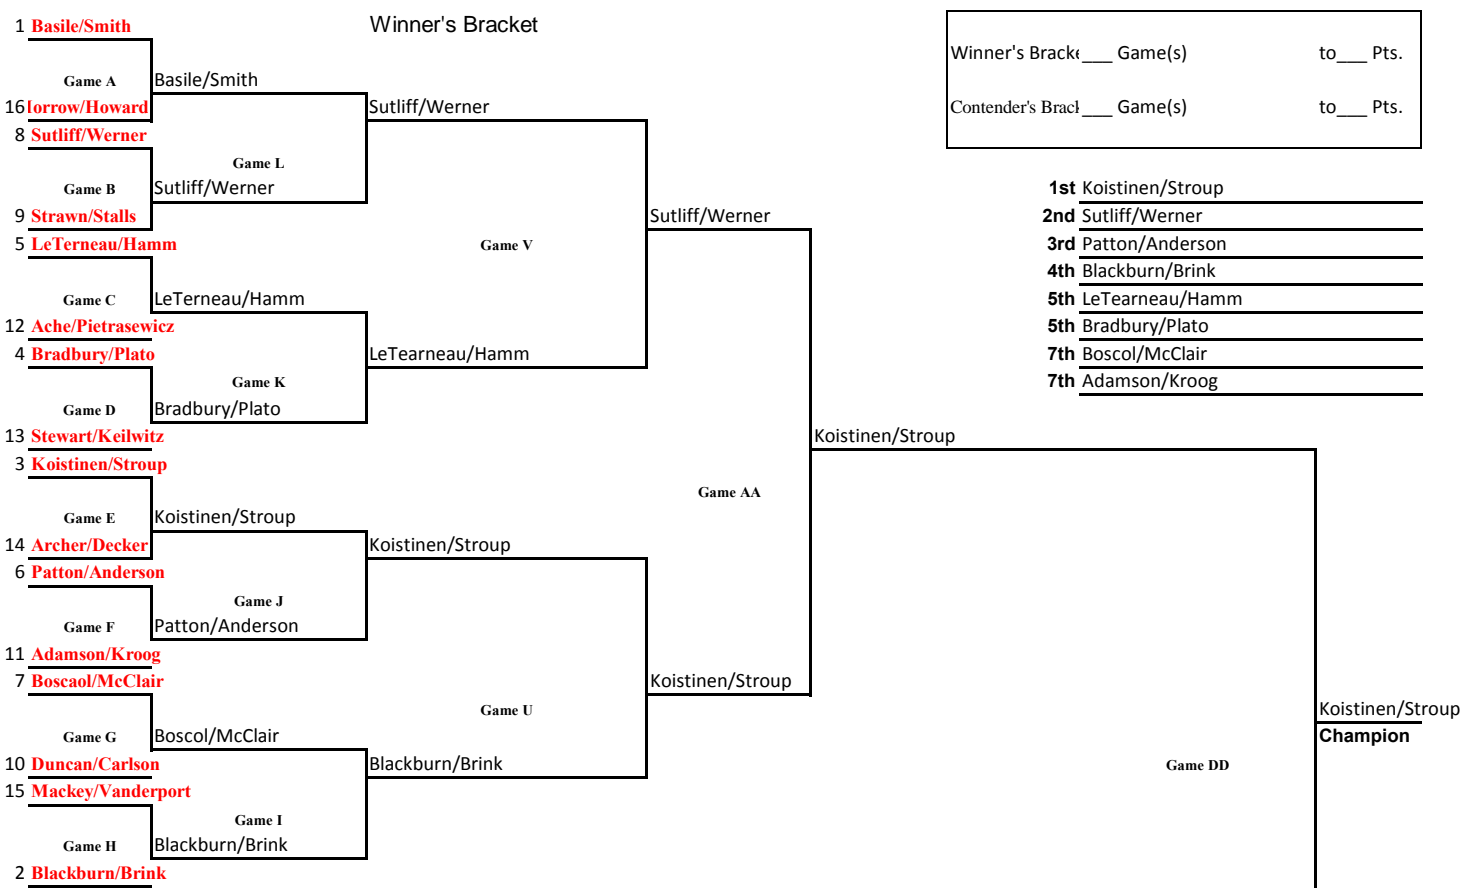 1 Basile/Smith
Winner's Bracket
Winner's Bracke ___ Game(s) to___ Pts.
Game A Basile/Smith
16 lorrow/Howard
Sutliff/Werner
Contender's Brack ___ Game(s) to___ Pts.
8 Sutliff/Werner
Game L
Game B Sutliff/Werner
1st Koistinen/Stroup
9 Strawn/Stalls
Sutliff/Werner
2nd Sutliff/Werner
5 LeTerneau/Hamm
Game V
3rd Patton/Anderson
4th Blackburn/Brink
Game C LeTerneau/Hamm
5th LeTearneau/Hamm
12 Ache/Pietrasewicz
5th Bradbury/Plato
4 Bradbury/Plato
LeTearneau/Hamm
7th Boscol/McClair
Game K
7th Adamson/Kroog
Game D Bradbury/Plato
13 Stewart/Keilwitz
Koistinen/Stroup
3 Koistinen/Stroup
Game AA
Game E Koistinen/Stroup
14 Archer/Decker
Koistinen/Stroup
6 Patton/Anderson
Game J
Game F Patton/Anderson
11 Adamson/Kroog
7 Boscaol/McClair
Koistinen/Stroup
Game U
Koistinen/Stroup
Game G Boscol/McClair
Champion
10 Duncan/Carlson
Blackburn/Brink
Game DD
15 Mackey/Vanderport
Game I
Game H Blackburn/Brink
2 Blackburn/Brink